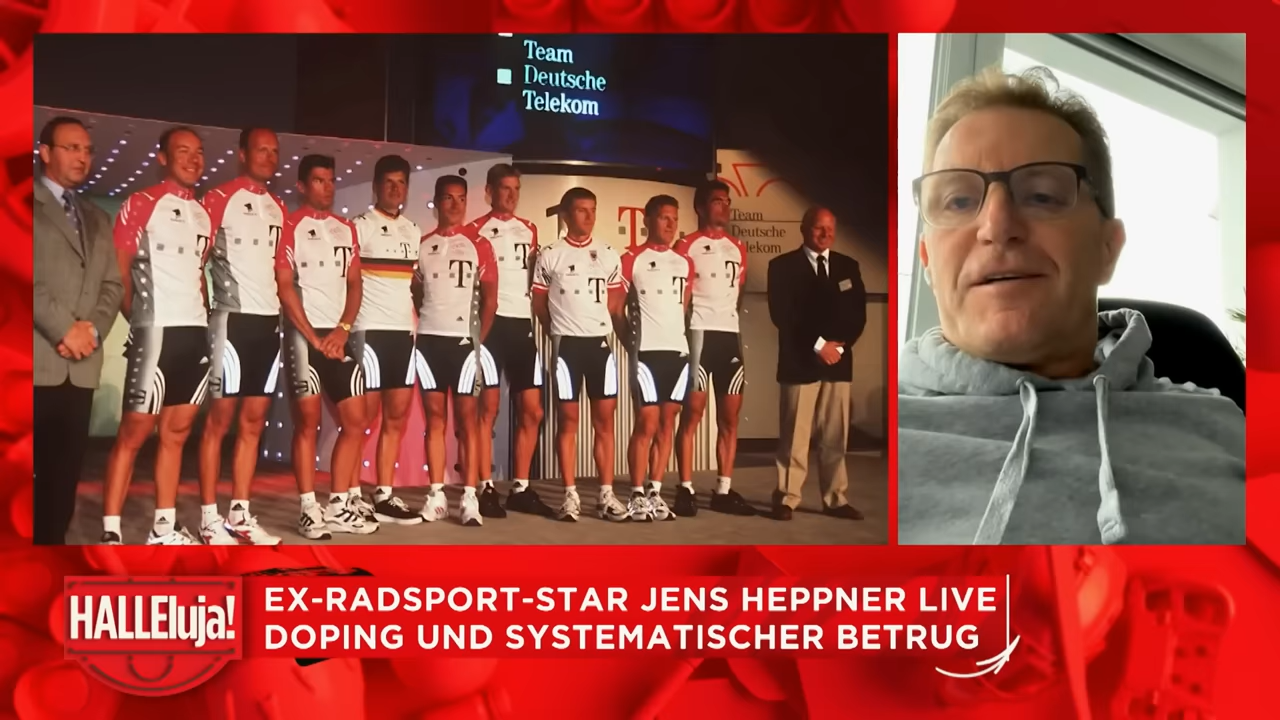 Team
Deutsche
Telekom
Team
Deutsche
Telekom
T
T
T
T
T
T
T
T
T
T
HALLEluja!
EX-RADSPORT-STAR JENS HEPPNER LIVE
DOPING UND SYSTEMATISCHER BETRUG